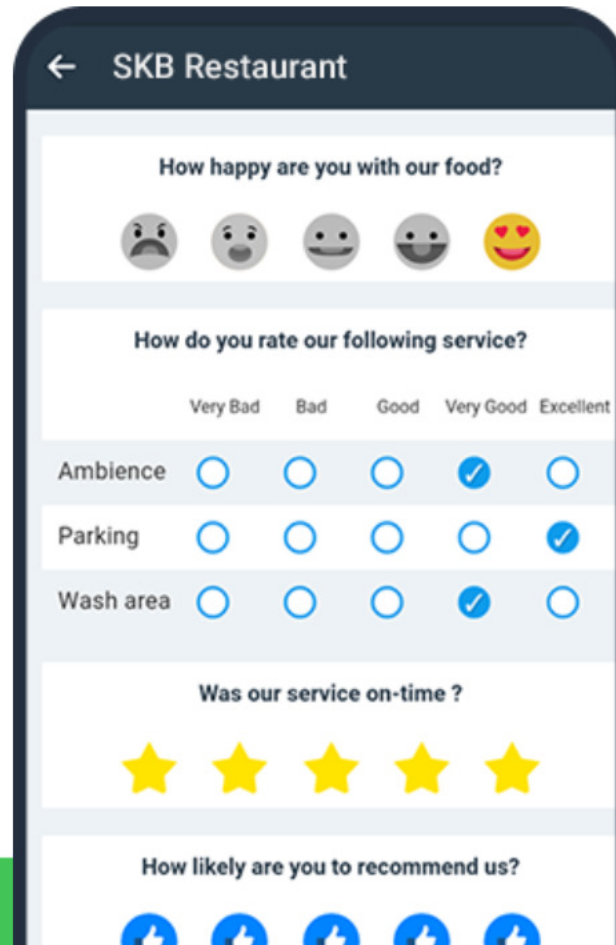 SKB Restaurant
How happy are you with our food?
How do you rate our following service?
Very Bad Bad Good Very Good Excellent
Ambience
Parking
Wash area
Was our service on-time ?
How likely are you to recommend us?